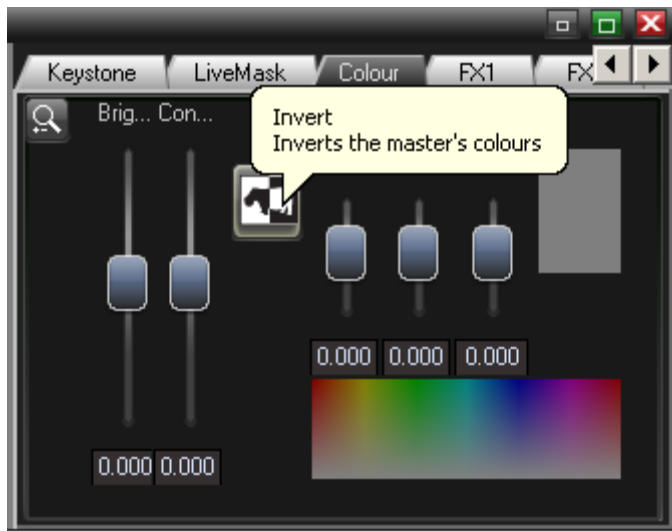 Keystone LiveMask Colour FX1 FX
Brig... Con...
Invert
Inverts the master's colours
0.000 0.000 0.000
0.000 0.000